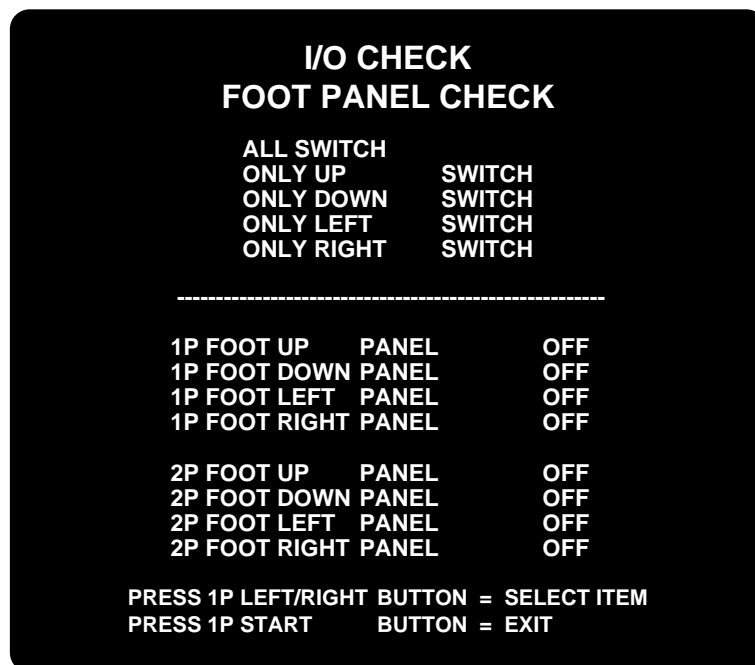 I/O CHECK
FOOT PANEL CHECK
ALL SWITCH
ONLY UP SWITCH
ONLY DOWN SWITCH
ONLY LEFT SWITCH
ONLY RIGHT SWITCH
-------------------------------------------------------
1P FOOT UP PANEL OFF
1P FOOT DOWN PANEL OFF
1P FOOT LEFT PANEL OFF
1P FOOT RIGHT PANEL OFF
2P FOOT UP PANEL OFF
2P FOOT DOWN PANEL OFF
2P FOOT LEFT PANEL OFF
2P FOOT RIGHT PANEL OFF
PRESS 1P LEFT/RIGHT BUTTON = SELECT ITEM
PRESS 1P START BUTTON = EXIT